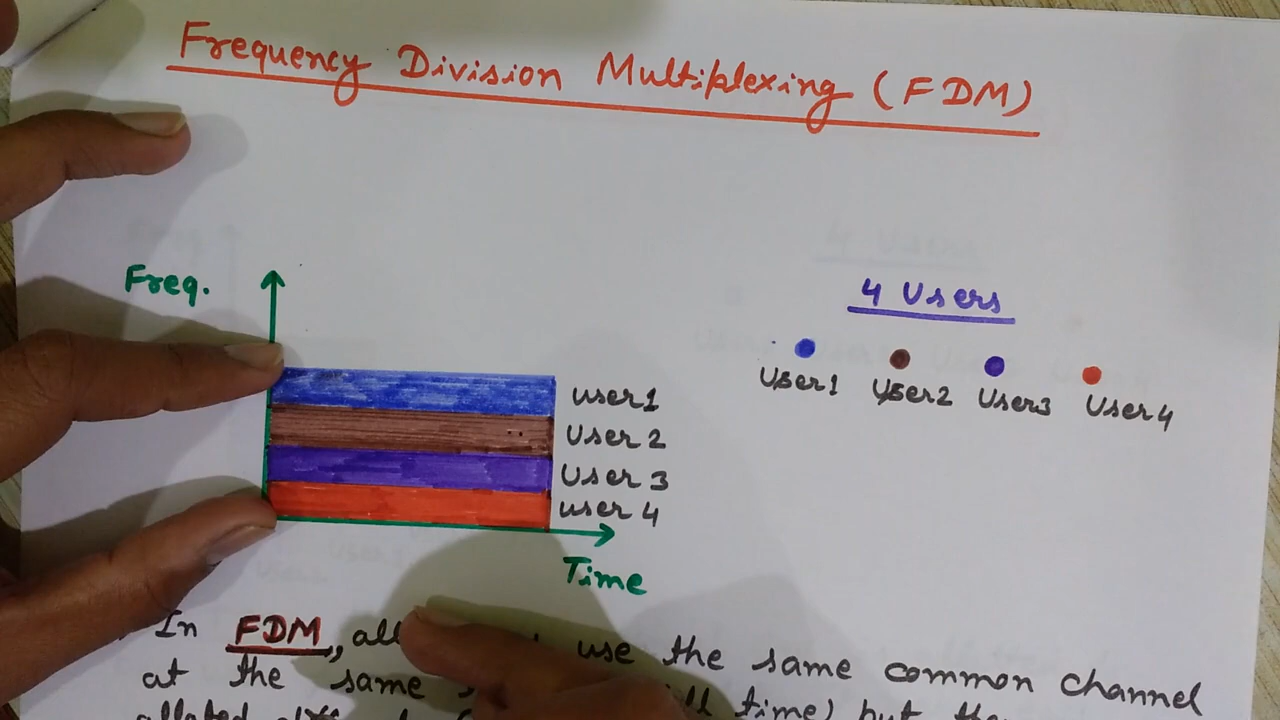 Frequency Division Multiplexing (FDM)
Freq.
4 Users
User1 User2 User3 User4
user1
User 2
User 3
user 4
Time
In FDM, all use the same common channel
at the same time) but